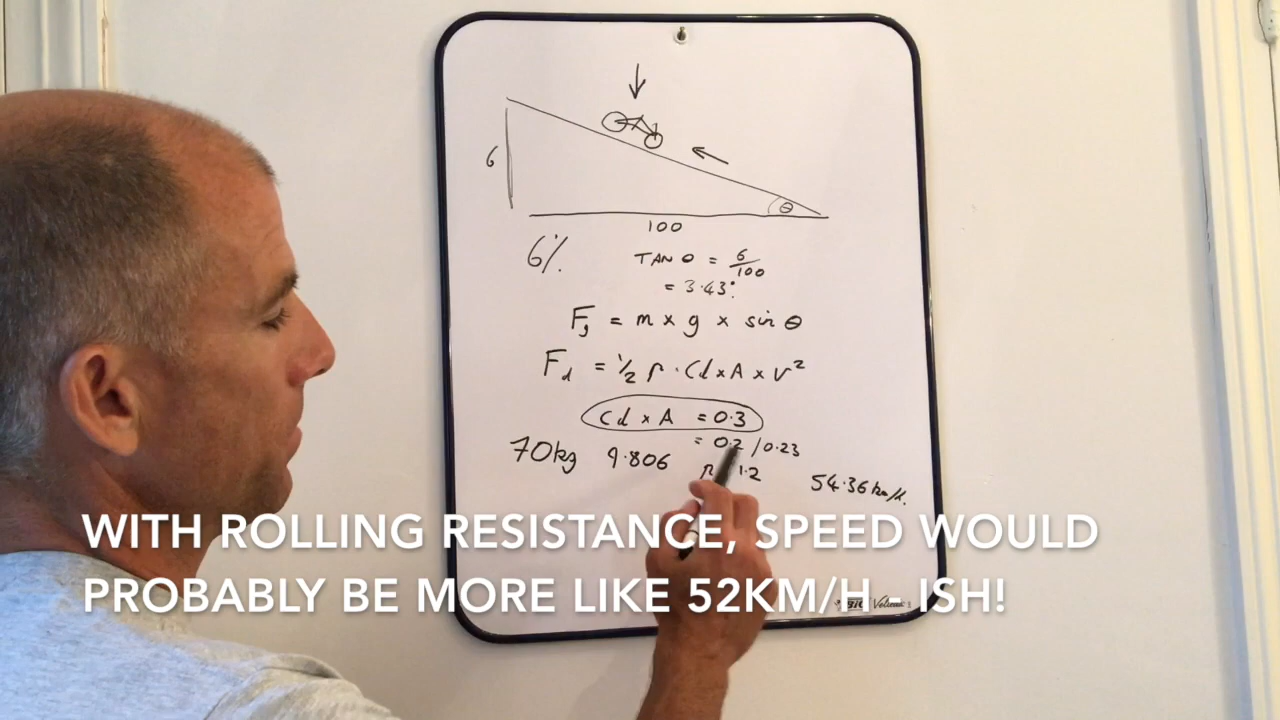 6
θ
100
6%
TAN θ = 6/100
= 3.43°
Fg = m x g x sin θ
Fd = 1/2 ρ · Cd x A x v²
Cd x A = 0.3
= 0.2 / 0.23
70kg 9.806
1.2
54.36 km/h.
WITH ROLLING RESISTANCE, SPEED WOULD
PROBABLY BE MORE LIKE 52KM/H - ISH!
BIC Velleda